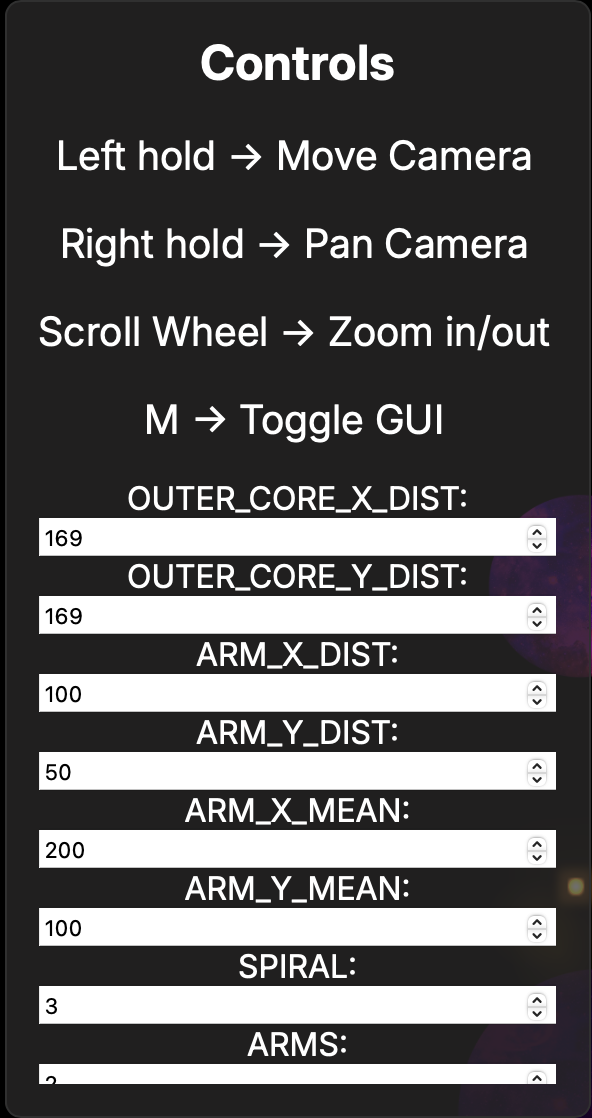 Controls
Left hold → Move Camera
Right hold → Pan Camera
Scroll Wheel → Zoom in/out
M → Toggle GUI
OUTER_CORE_X_DIST:
169
OUTER_CORE_Y_DIST:
169
ARM_X_DIST:
100
ARM_Y_DIST:
50
ARM_X_MEAN:
200
ARM_Y_MEAN:
100
SPIRAL:
3
ARMS:
2